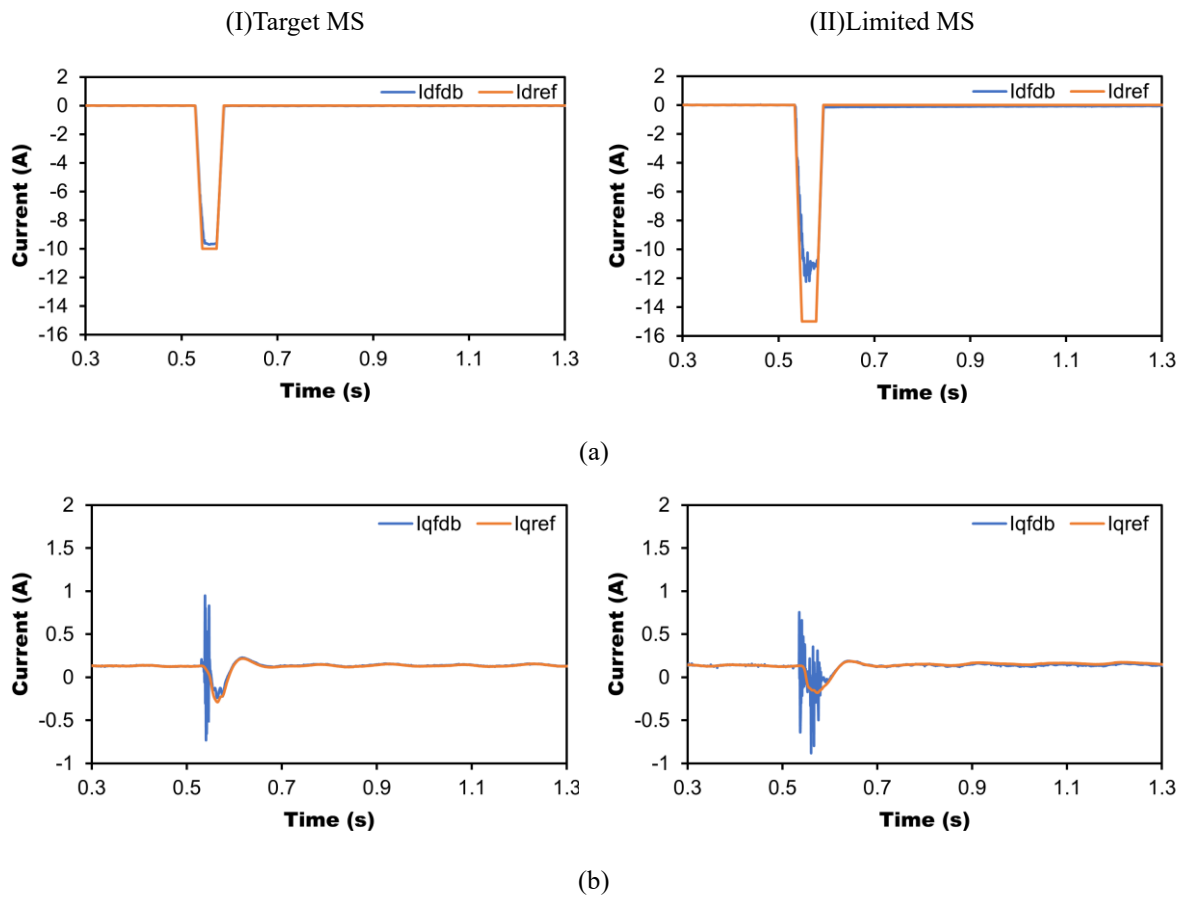 (I)Target MS
(II)Limited MS
2
0
-2
-4
-6
-8
-10
-12
-14
-16
Current (A)
Idfdb Idref
0.3 0.5 0.7 0.9 1.1 1.3
Time (s)
2
0
-2
-4
-6
-8
-10
-12
-14
-16
Current (A)
Idfdb Idref
0.3 0.5 0.7 0.9 1.1 1.3
Time (s)
(a)
2
1.5
1
0.5
0
-0.5
-1
Current (A)
Iqfdb Iqref
0.3 0.5 0.7 0.9 1.1 1.3
Time (s)
2
1.5
1
0.5
0
-0.5
-1
Current (A)
Iqfdb Iqref
0.3 0.5 0.7 0.9 1.1 1.3
Time (s)
(b)